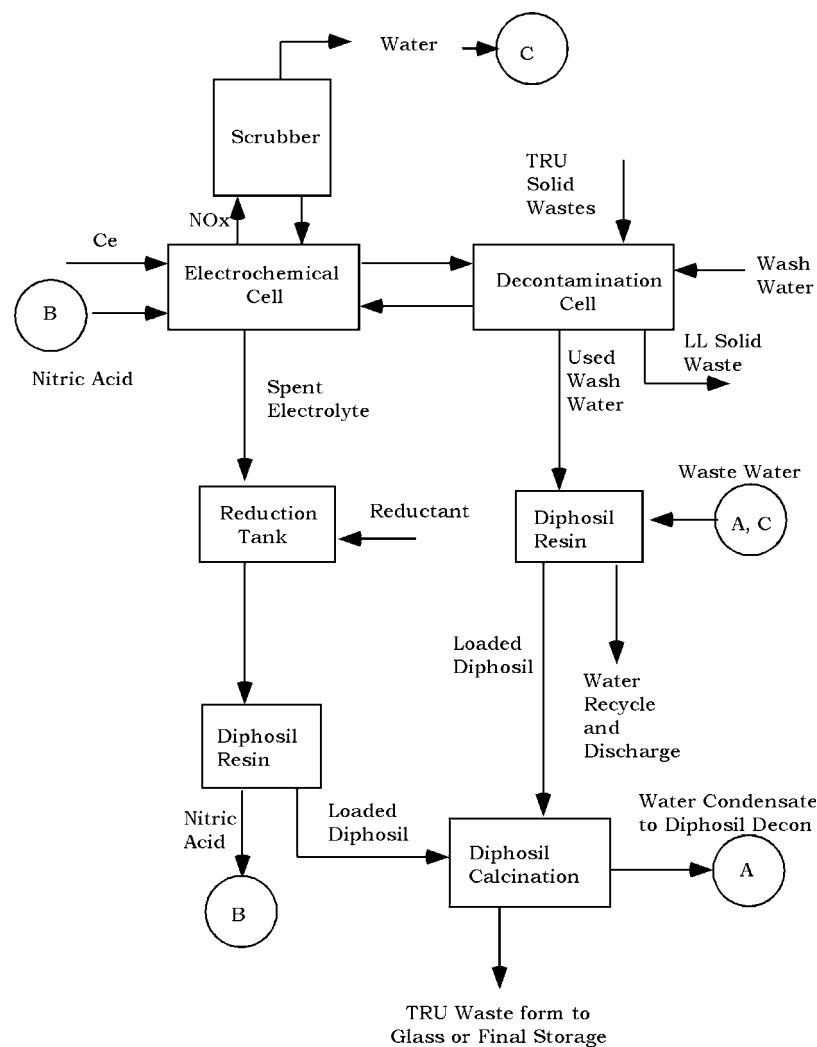 Water
C
Scrubber
TRU
Solid
Wastes
NOx
Ce
Electrochemical
Cell
Decontamination
Cell
Wash
Water
B
Nitric Acid
Used
Wash
Water
LL Solid
Waste
Spent
Electrolyte
Waste Water
Reduction
Tank
Reductant
Diphosil
Resin
A, C
Loaded
Diphosil
Water
Recycle
and
Discharge
Diphosil
Resin
Nitric
Acid
Loaded
Diphosil
Water Condensate
to Diphosil Decon
Diphosil
Calcination
A
B
TRU Waste form to
Glass or Final Storage